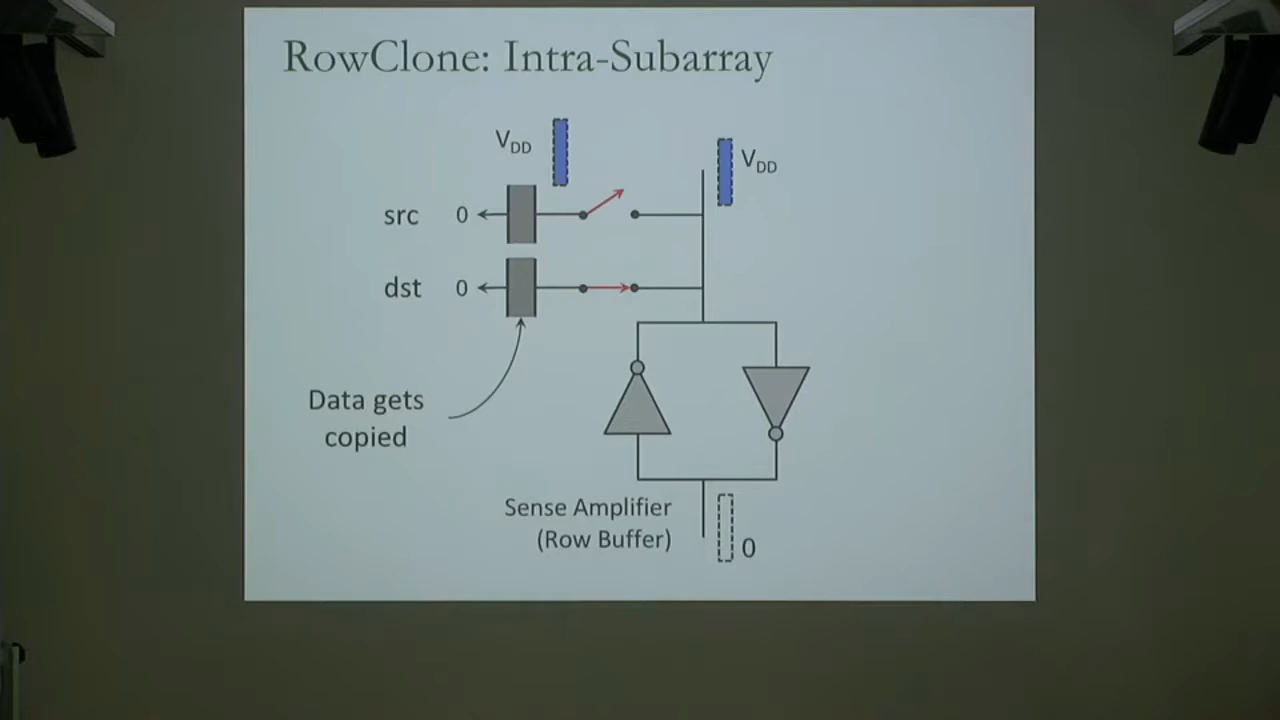 RowClone: Intra-Subarray
VDD
VDD
src 0
dst 0
Data gets
copied
Sense Amplifier
(Row Buffer)
0